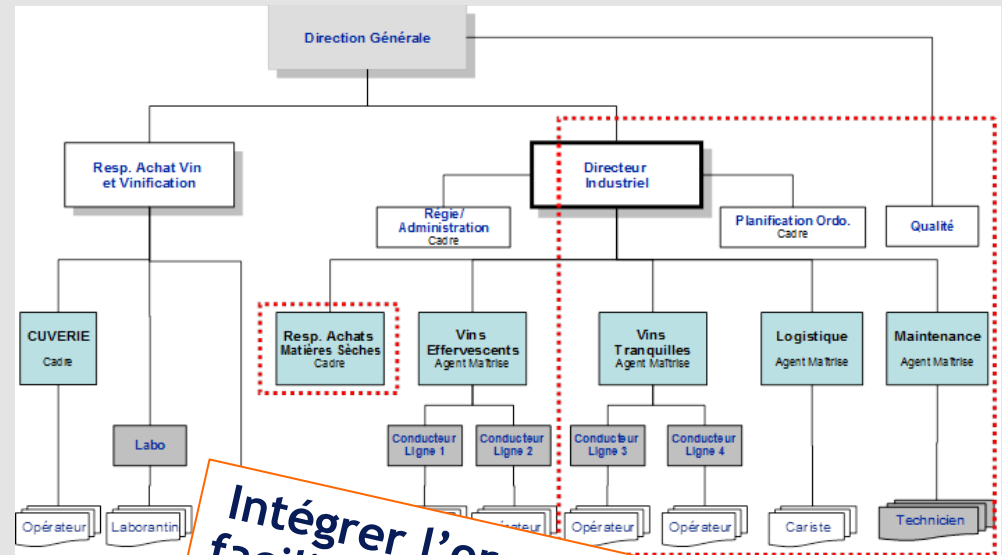 Direction Générale
Resp. Achat Vin
et Vinification
Directeur
Industriel
Régie/
Administration
Cadre
Planification Ordo.
Cadre
Qualité
CUVERIE
Cadre
Resp. Achats
Matières Sèches
Cadre
Vins
Effervescents
Agent Maîtrise
Vins
Tranquilles
Agent Maîtrise
Logistique
Agent Maîtrise
Maintenance
Agent Maîtrise
Labo
Conducteur
Ligne 1
Conducteur
Ligne 2
Conducteur
Ligne 3
Conducteur
Ligne 4
Opérateur
Laborantin
Opérateur
Opérateur
Cariste
Technicien
Intégrer